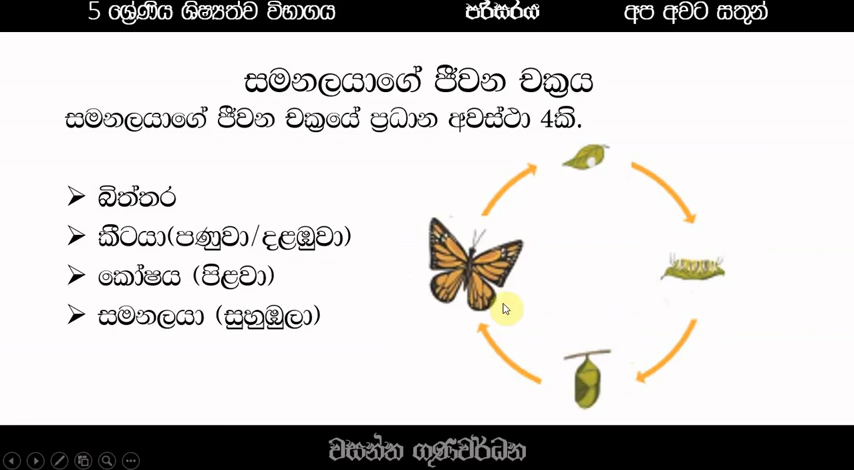 5 ශ්‍රේණිය ශිෂ්‍යත්ව විභාගය පරිසරය අප අවට සතුන්
සමනලයාගේ ජීවන චක්‍රය
සමනලයාගේ ජීවන චක්‍රයේ ප්‍රධාන අවස්ථා 4කි.
➢ බිත්තර
➢ කීටයා(පණුවා/දළඹුවා)
➢ කෝෂය (පිළවා)
➢ සමනලයා (සුහුඹුලා)
වසන්ත ගුණවර්ධන